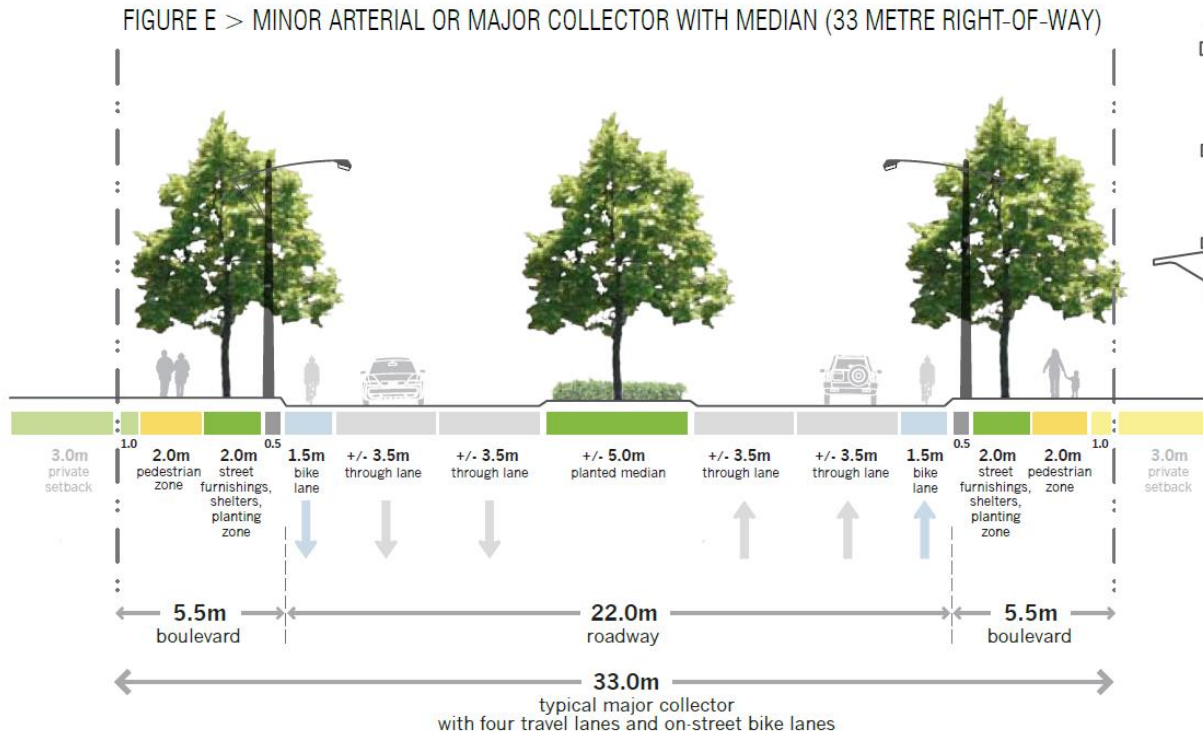 FIGURE E > MINOR ARTERIAL OR MAJOR COLLECTOR WITH MEDIAN (33 METRE RIGHT-OF-WAY)
3.0m
private
setback
1.0
2.0m
pedestrian
zone
2.0m
street
furnishings,
shelters,
planting
zone
0.5
1.5m
bike
lane
+/- 3.5m
through lane
+/- 3.5m
through lane
+/- 5.0m
planted median
+/- 3.5m
through lane
+/- 3.5m
through lane
1.5m
bike
lane
0.5
2.0m
street
furnishings,
shelters,
planting
zone
2.0m
pedestrian
zone
1.0
3.0m
private
setback
5.5m
boulevard
22.0m
roadway
5.5m
boulevard
33.0m
typical major collector
with four travel lanes and on-street bike lanes